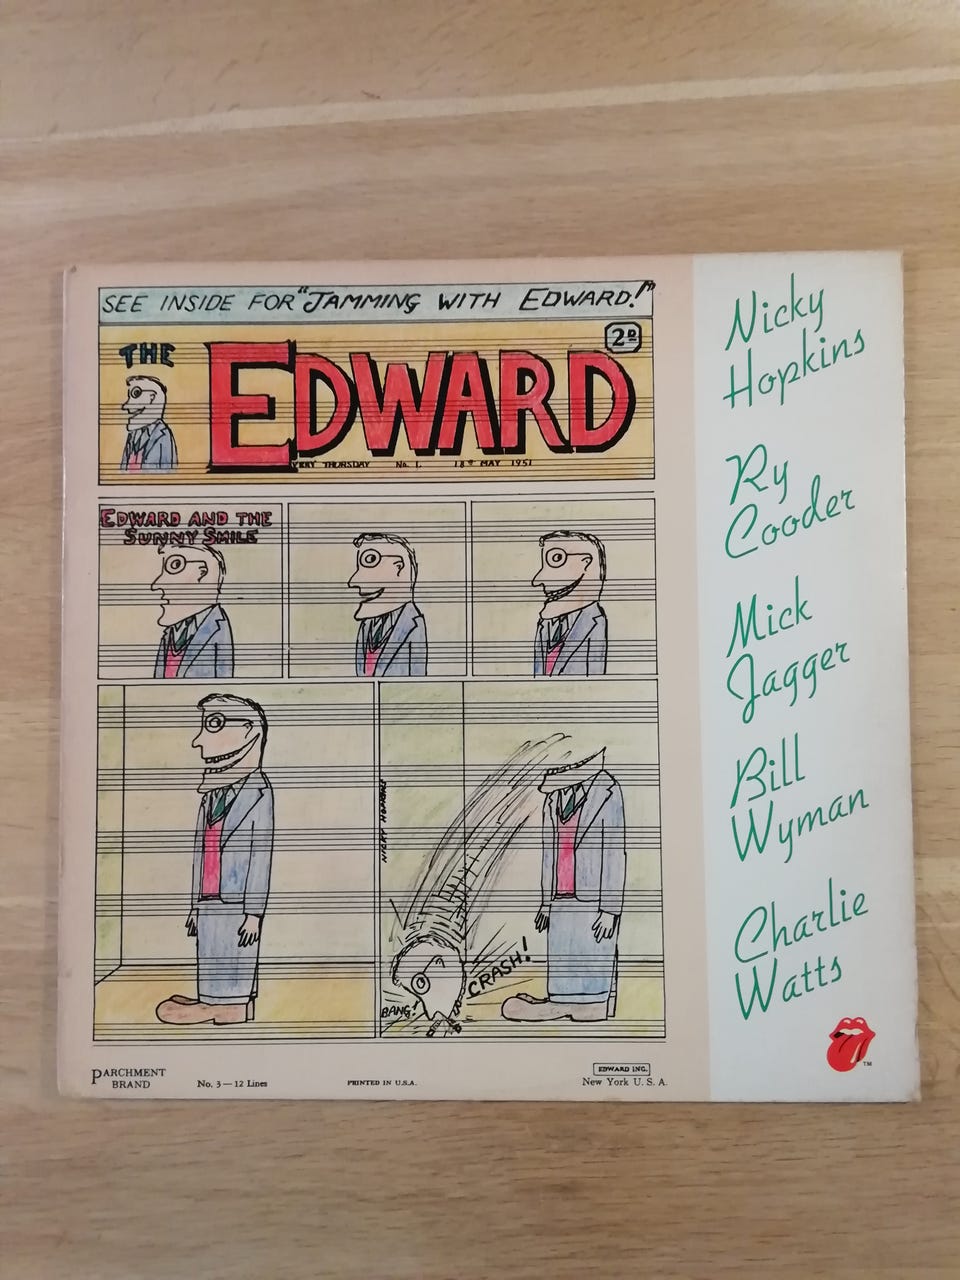 SEE INSIDE FOR "JAMMING WITH EDWARD!"
2D
THE
EDWARD
EVERY THURSDAY No. 1. 18th MAY 1951
EDWARD AND THE
SUNNY SMILE
NICKY HOPKINS
CRASH!
BANG!
PARCHMENT
BRAND
No. 3 — 12 Lines
PRINTED IN U.S.A.
EDWARD INC.
New York U. S. A.
Nicky
Hopkins
Ry
Cooder
Mick
Jagger
Bill
Wyman
Charlie
Watts
TM